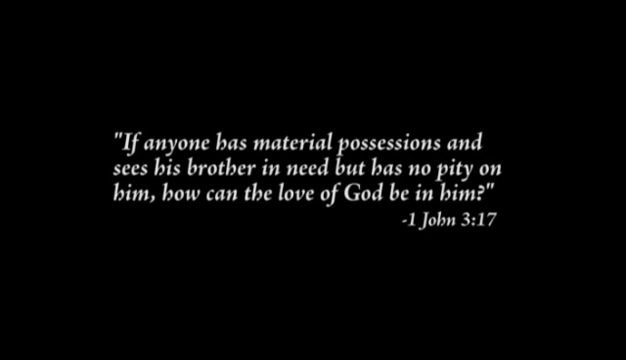 "If anyone has material possessions and
sees his brother in need but has no pity on
him, how can the love of God be in him?"
-1 John 3:17